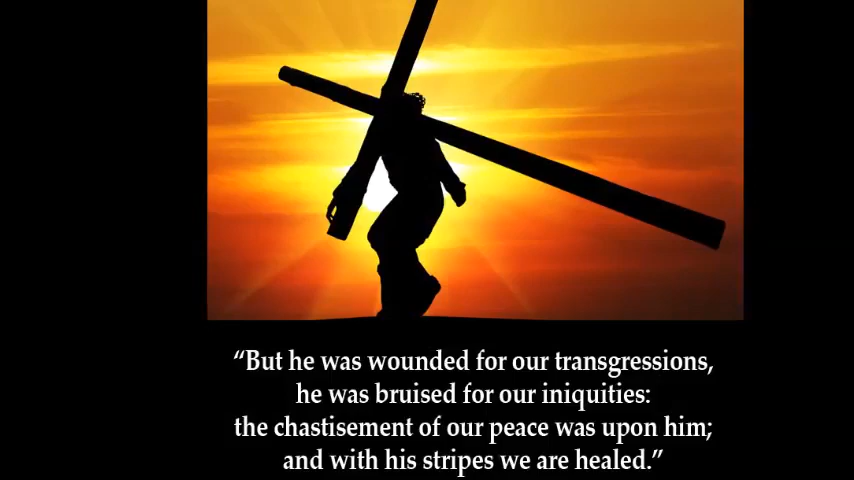 “But he was wounded for our transgressions,
he was bruised for our iniquities:
the chastisement of our peace was upon him;
and with his stripes we are healed.”